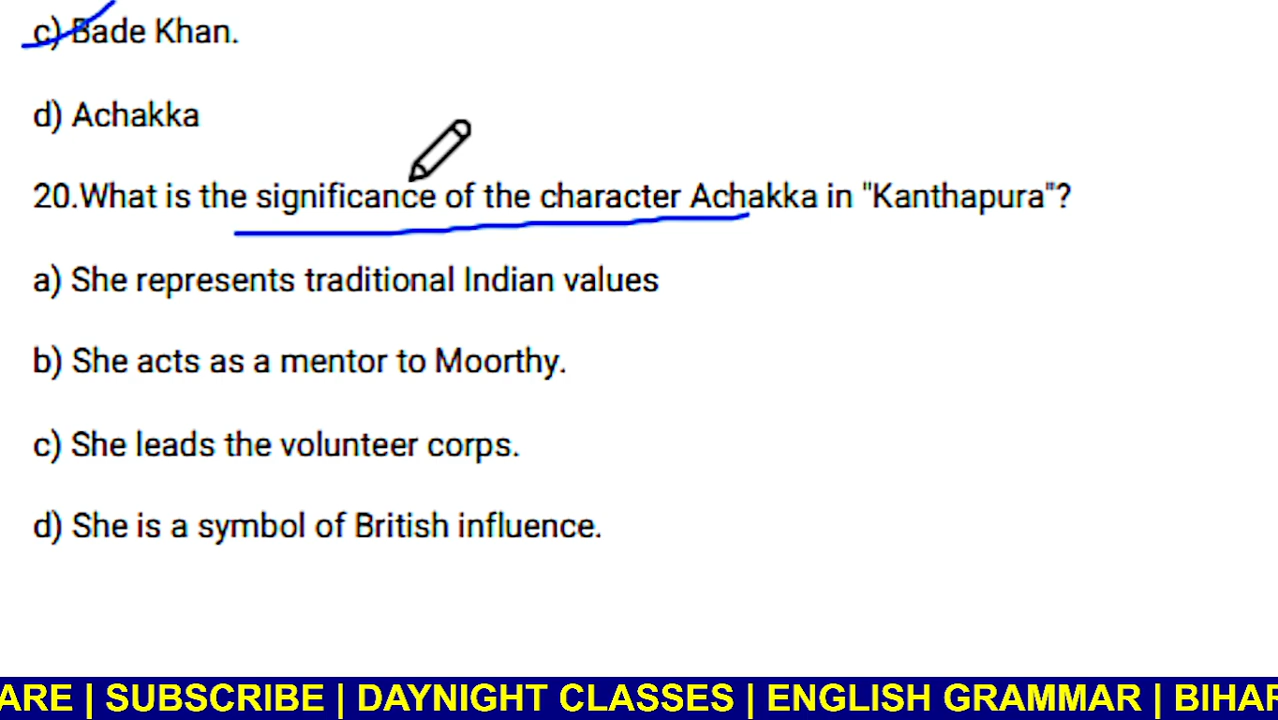 c) Bade Khan.
d) Achakka
20.What is the significance of the character Achakka in "Kanthapura"?
a) She represents traditional Indian values
b) She acts as a mentor to Moorthy.
c) She leads the volunteer corps.
d) She is a symbol of British influence.
ARE | SUBSCRIBE | DAYNIGHT CLASSES | ENGLISH GRAMMAR | BIHAR